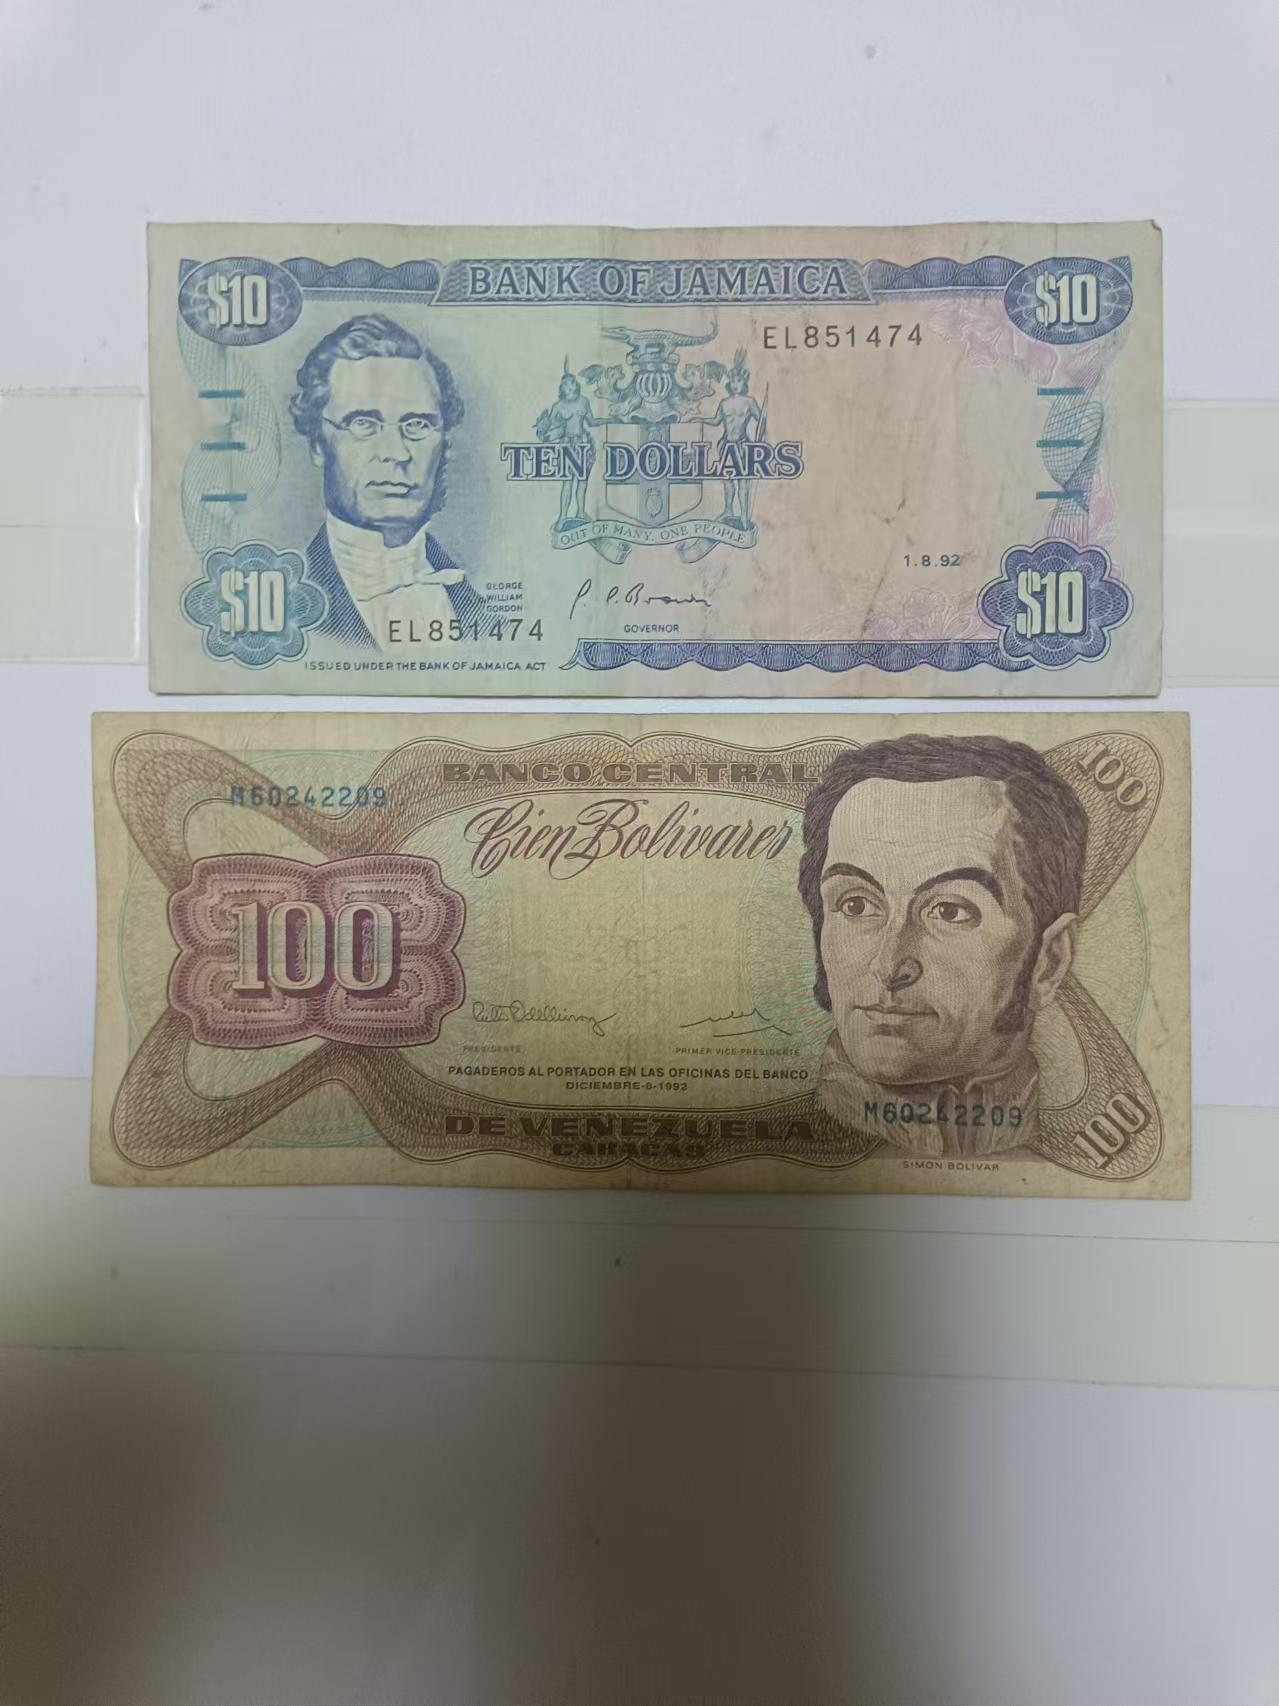 BANK OF JAMAICA
$10
$10
EL851474
TEN DOLLARS
OUT OF MANY, ONE PEOPLE
1.8.92
GEORGE
WILLIAM
GORDON
$10
$10
EL851474
GOVERNOR
ISSUED UNDER THE BANK OF JAMAICA ACT
BANCO CENTRAL
100
M60242209
Cien Bolivares
100
PRESIDENTE
PRIMER VICE-PRESIDENTE
PAGADEROS AL PORTADOR EN LAS OFICINAS DEL BANCO
DICIEMBRE-8-1992
M60242209
DE VENEZUELA
CARACAS
100
SIMON BOLIVAR